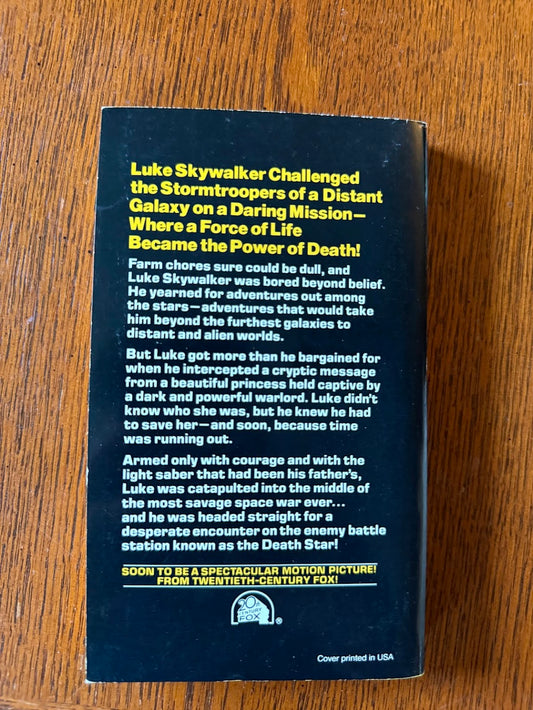 Luke Skywalker Challenged
the Stormtroopers of a Distant
Galaxy on a Daring Mission—
Where a Force of Life
Became the Power of Death!
Farm chores sure could be dull, and
Luke Skywalker was bored beyond belief.
He yearned for adventures out among
the stars—adventures that would take
him beyond the furthest galaxies to
distant and alien worlds.
But Luke got more than he bargained for
when he intercepted a cryptic message
from a beautiful princess held captive by
a dark and powerful warlord. Luke didn't
know who she was, but he knew he had
to save her—and soon, because time
was running out.
Armed only with courage and with the
light saber that had been his father's,
Luke was catapulted into the middle of
the most savage space war ever...
and he was headed straight for a
desperate encounter on the enemy battle
station known as the Death Star!
SOON TO BE A SPECTACULAR MOTION PICTURE!
FROM TWENTIETH-CENTURY FOX!
20th
CENTURY
FOX
®
Cover printed in USA